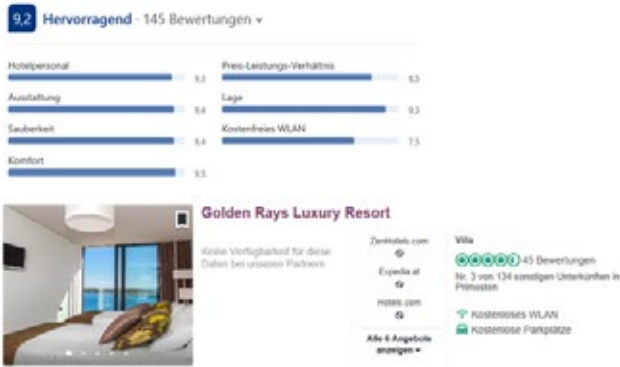 9,2 Hervorragend · 145 Bewertungen
Hotelpersonal
9,3
Preis-Leistungs-Verhältnis
8,5
Ausstattung
9,4
Lage
9,3
Sauberkeit
9,4
Kostenfreies WLAN
7,5
Komfort
9,5
Golden Rays Luxury Resort
Keine Verfügbarkeit für diese
Daten bei unseren Partnern
ZenHotels.com
Expedia.at
Hotels.com
Alle 6 Angebote
anzeigen
Villa
45 Bewertungen
Nr. 3 von 134 sonstigen Unterkünften in
Primosten
Kostenloses WLAN
Kostenlose Parkplätze